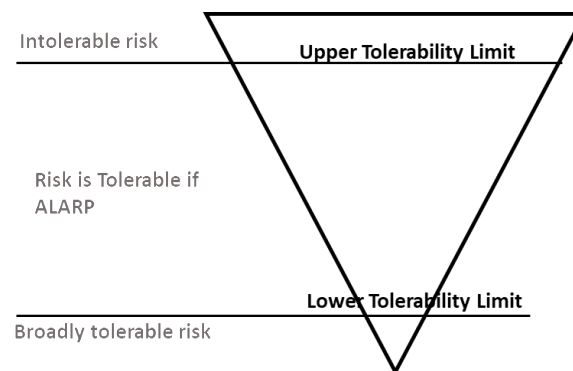 Intolerable risk
Upper Tolerability Limit
Risk is Tolerable if
ALARP
Lower Tolerability Limit
Broadly tolerable risk